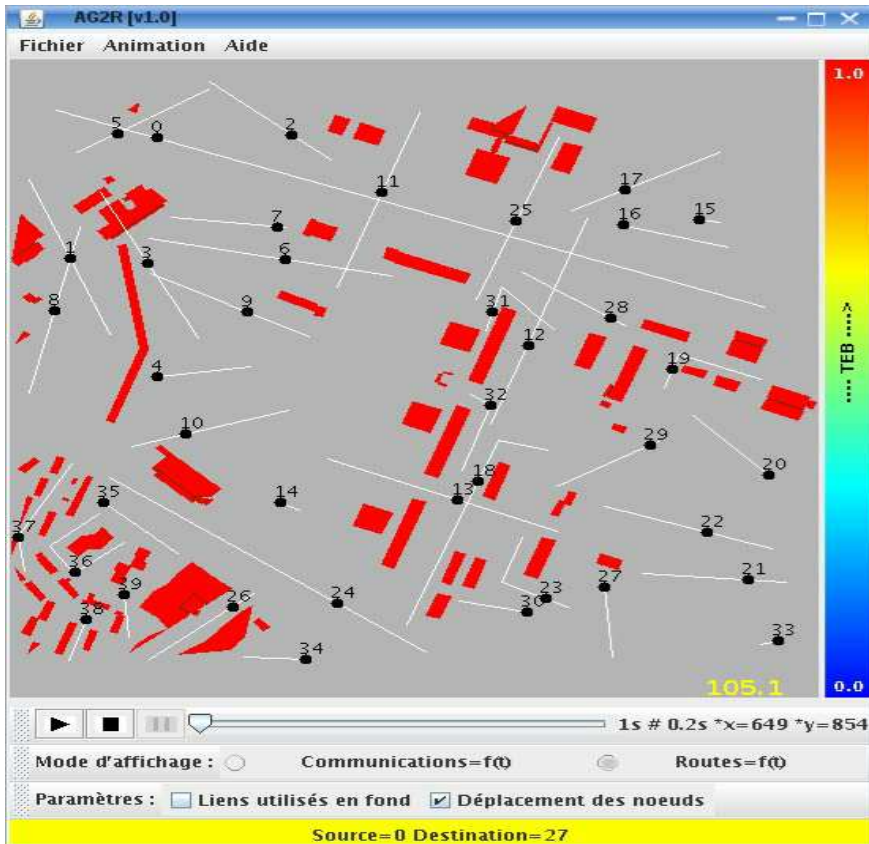 AG2R [v1.0]
Fichier Animation Aide
1.0
5 0 2
11
17
25 16 15
7
1 3 6
8 9 31 28
12
19
4
32
10
29
20
18
35 14 13
37 22
36
39 21
26 24 23 27
38 30
34 33
---- TEB ---->
105.1 0.0
1s # 0.2s *x=649 *y=854
Mode d'affichage : Communications=f(t) Routes=f(t)
Paramètres : Liens utilisés en fond Déplacement des noeuds
Source=0 Destination=27